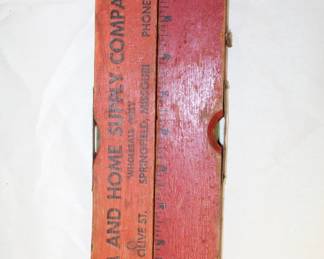 AND HOME SUPPLY COMPA
WHOLESALE ONLY
OLIVE ST. SPRINGFIELD, MISSOURI PHONE